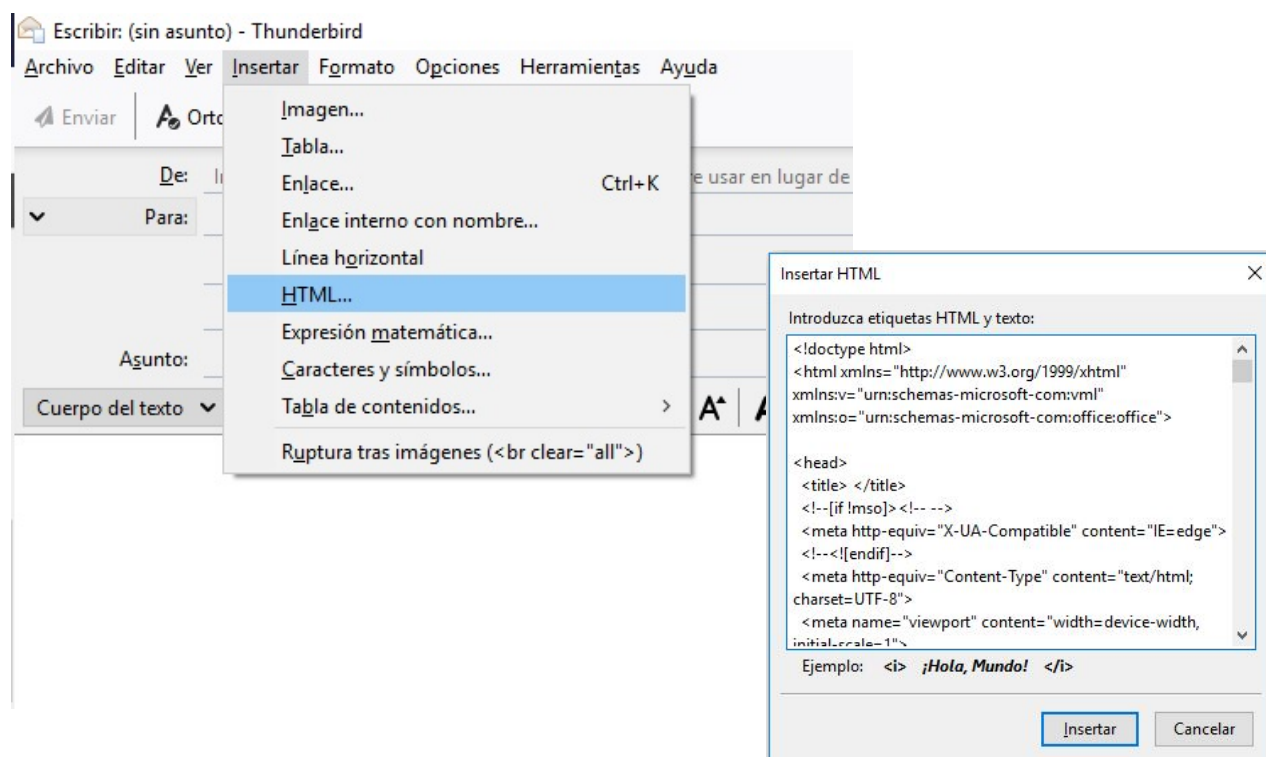 Escribir: (sin asunto) - Thunderbird
Archivo Editar Ver Insertar Formato Opciones Herramientas Ayuda
Enviar
Imagen...
Tabla...
De:
Enlace... Ctrl+K
usar en lugar de
Para:
Enlace interno con nombre...
Línea horizontal
HTML...
Expresión matemática...
Asunto:
Caracteres y símbolos...
Cuerpo del texto
Tabla de contenidos...
Ruptura tras imágenes (<br clear="all">)
Insertar HTML
Introduzca etiquetas HTML y texto:
<!doctype html>
<html xmlns="http://www.w3.org/1999/xhtml"
xmlns:v="urn:schemas-microsoft-com:vml"
xmlns:o="urn:schemas-microsoft-com:office:office">
<head>
<title> </title>
<!--[if !mso]><!-- -->
<meta http-equiv="X-UA-Compatible" content="IE=edge">
<!--<![endif]-->
<meta http-equiv="Content-Type" content="text/html;
charset=UTF-8">
<meta name="viewport" content="width=device-width,
initial-scale=1">
Ejemplo: <i> ¡Hola, Mundo! </i>
Insertar Cancelar